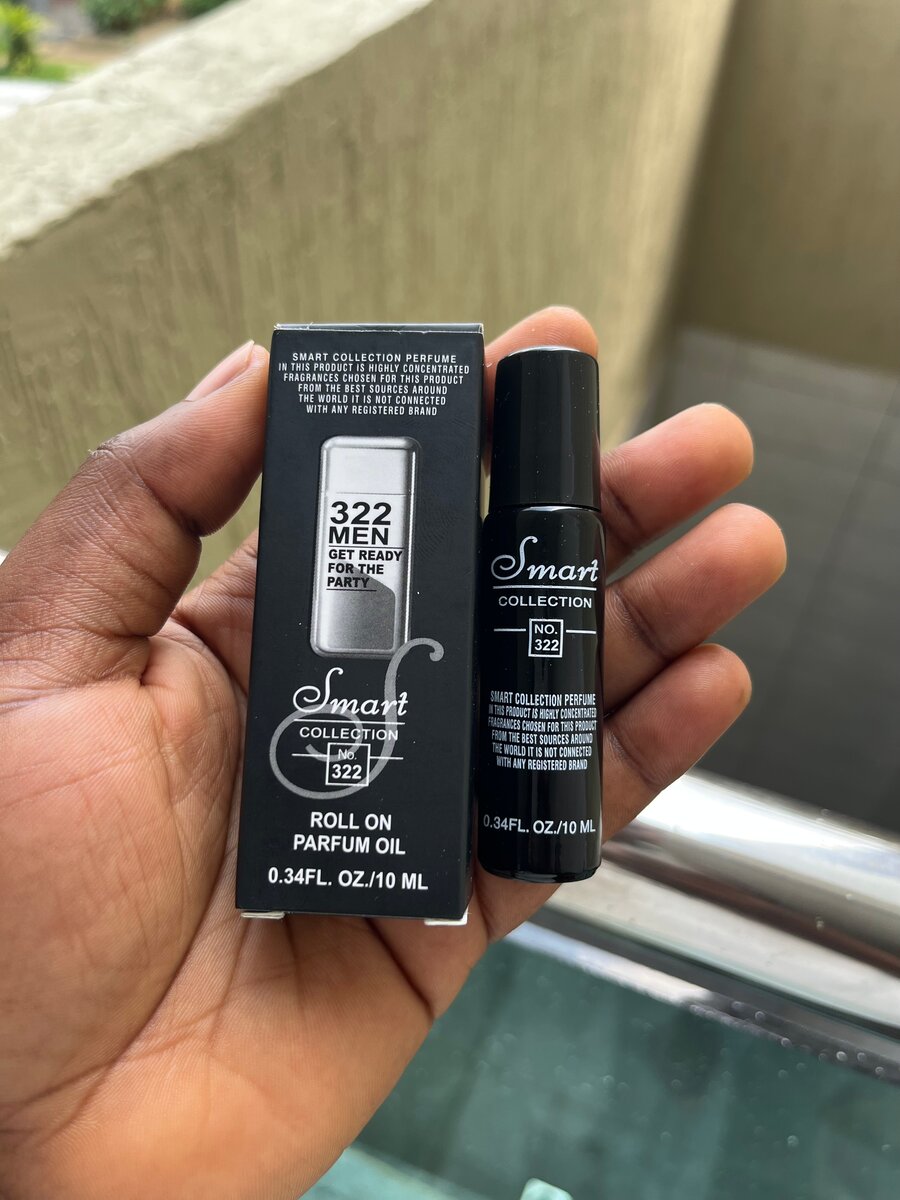 SMART COLLECTION PERFUME
IN THIS PRODUCT IS HIGHLY CONCENTRATED
FRAGRANCES CHOSEN FOR THIS PRODUCT
FROM THE BEST SOURCES AROUND
THE WORLD IT IS NOT CONNECTED
WITH ANY REGISTERED BRAND
322
MEN
GET READY
FOR THE
PARTY
Smart
COLLECTION
No.
322
ROLL ON
PARFUM OIL
0.34FL. OZ./10 ML
Smart
COLLECTION
NO.
322
SMART COLLECTION PERFUME
IN THIS PRODUCT IS HIGHLY CONCENTRATED
FRAGRANCES CHOSEN FOR THIS PRODUCT
FROM THE BEST SOURCES AROUND
THE WORLD IT IS NOT CONNECTED
WITH ANY REGISTERED BRAND
0.34FL. OZ./10 ML